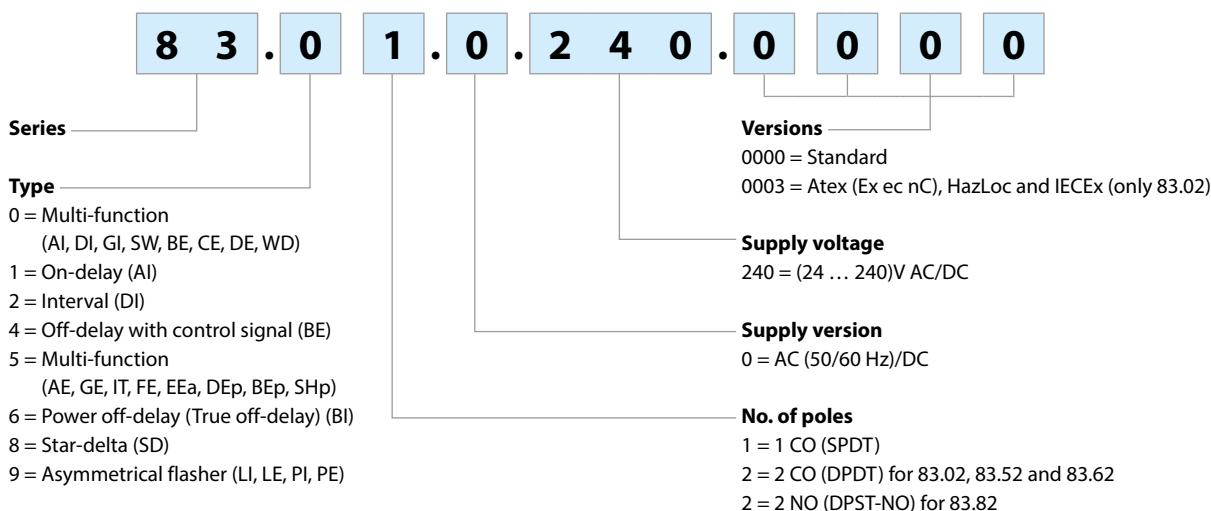 8 3 . 0 1 . 0 . 2 4 0 . 0 0 0 0
Series
Type
0 = Multi-function
(AI, DI, GI, SW, BE, CE, DE, WD)
1 = On-delay (AI)
2 = Interval (DI)
4 = Off-delay with control signal (BE)
5 = Multi-function
(AE, GE, IT, FE, EEa, DEp, BEp, SHp)
6 = Power off-delay (True off-delay) (BI)
8 = Star-delta (SD)
9 = Asymmetrical flasher (LI, LE, PI, PE)
Versions
0000 = Standard
0003 = Atex (Ex ec nC), HazLoc and IECEx (only 83.02)
Supply voltage
240 = (24 … 240)V AC/DC
Supply version
0 = AC (50/60 Hz)/DC
No. of poles
1 = 1 CO (SPDT)
2 = 2 CO (DPDT) for 83.02, 83.52 and 83.62
2 = 2 NO (DPST-NO) for 83.82